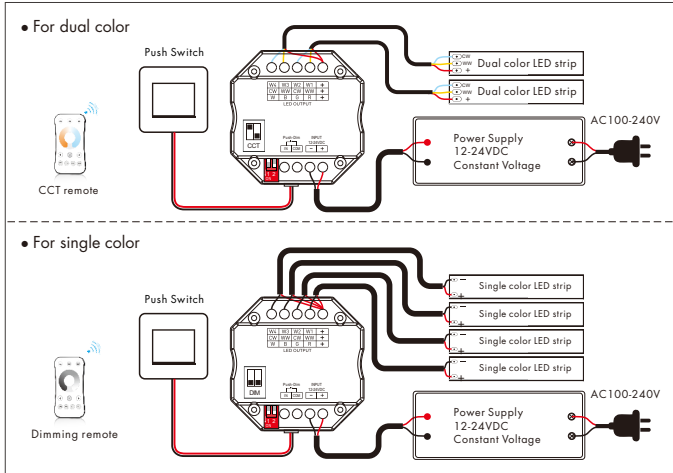 • For dual color
Push Switch
CCT remote
W4 W3 W2 W1 +
CW WW CW WW +
W B G R +
LED OUTPUT
CCT
Push-Dim
INPUT
12-24VDC
− +
1 2
CW
WW
+
Dual color LED strip
CW
WW
+
Dual color LED strip
AC100-240V
Power Supply
12-24VDC
Constant Voltage
• For single color
Push Switch
Dimming remote
W4 W3 W2 W1 +
CW WW CW WW +
W B G R +
LED OUTPUT
DIM
Push-Dim
INPUT
12-24VDC
− +
1 2
−
+
Single color LED strip
−
+
Single color LED strip
−
+
Single color LED strip
−
+
Single color LED strip
AC100-240V
Power Supply
12-24VDC
Constant Voltage